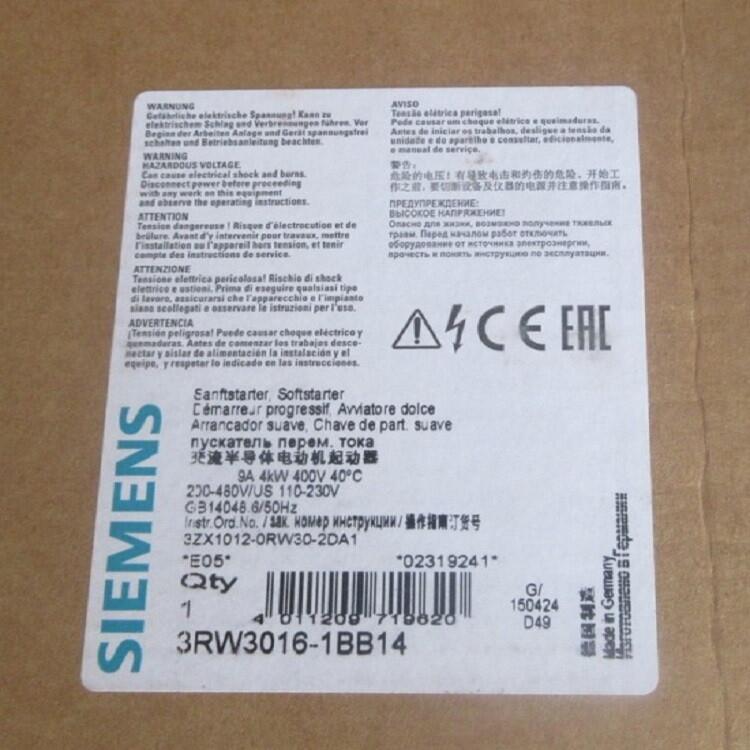 WARNUNG
Gefährliche elektrische Spannung! Kann zu
elektrischem Schlag und Verbrennungen führen. Vor
Beginn der Arbeiten Anlage und Gerät spannungsfrei
schalten und Betriebsanleitung beachten.
WARNING
HAZARDOUS VOLTAGE.
Can cause electrical shock and burns.
Disconnect power before proceeding
with any work on this equipment
and observe the operating instructions.
ATTENTION
Tension dangereuse ! Risque d'électrocution et de
brûlure. Avant d'y intervenir pour travaux, mettre
l'installation ou l'appareil hors tension, et tenir
compte des instructions de service.
ATTENZIONE
Tensione elettrica pericolosa! Rischio di shock
elettrico e ustioni. Prima di eseguire qualsiasi tipo
di lavoro, assicurarsi che l'apparecchio e l'impianto
siano scollegati e osservare le istruzioni per l'uso.
ADVERTENCIA
¡Tensión peligrosa! Puede causar choque eléctrico y
quemaduras. Antes de comenzar los trabajos desco-
nectar y aislar de alimentación la instalación y el
equipo, y respetar lo indicado en las instrucciones.
AVISO
Tensão elétrica perigosa!
Pode causar um choque elétrico e queimaduras.
Antes de iniciar os trabalhos, desligue a tensão da
unidade e do aparelho e consultar, adicionalmente,
o manual de serviço.
警告。
危险的电压！有导致电击和灼伤的危险。开始工
作之前，要切断设备及仪器的电源并注意操作指南。
ПРЕДУПРЕЖДЕНИЕ:
ВЫСОКОЕ НАПРЯЖЕНИЕ!
Опасно для жизни, возможно получение тяжелых
травм. Перед началом работ отключить
оборудование от источника электроэнергии,
прочесть и понять инструкцию по эксплуатации.
CE EAC
SIEMENS
Sanftstarter, Softstarter
Démarreur progressif, Avviatore dolce
Arrancador suave, Chave de part. suave
пускатель перем. тока
交流半导体电动机起动器
9A 4kW 400V 40°C
200-480V/US 110-230V
GB14048.6/50Hz
Instr.Ord.No. / зак. номер инструкции / 操作指南订货号
3ZX1012-0RW30-2DA1
*E05* *02319241*
Qty
1
4 011209 719620
3RW3016-1BB14
G/
150424
D49
德国制造
Made in Germany
Изготовлено в Германии